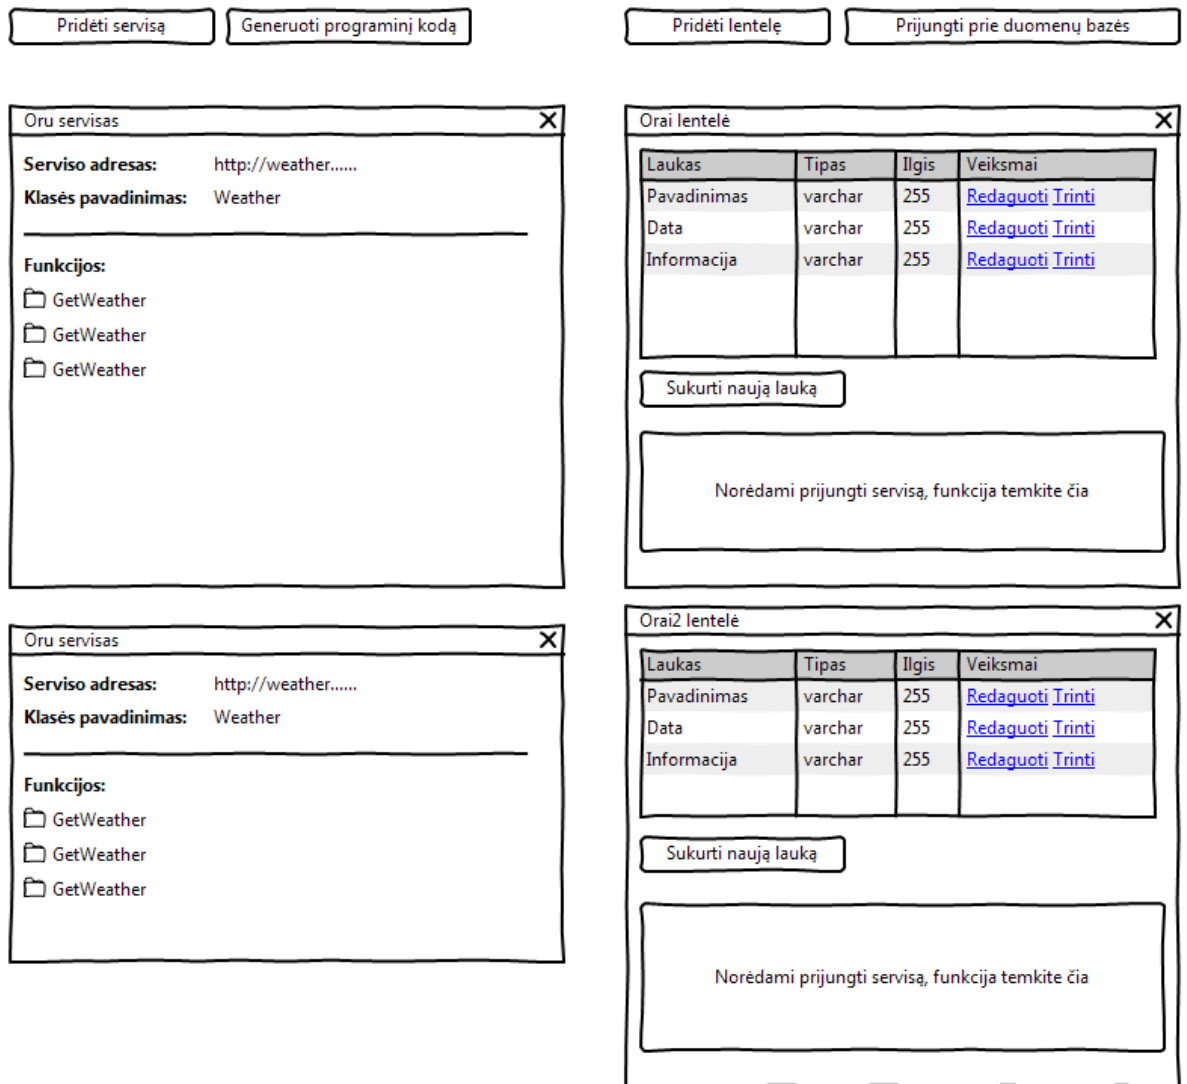 Pridėti servisą
Generuoti programinį kodą
Pridėti lentelę
Prijungti prie duomenų bazės
Oru servisas
Serviso adresas: http://weather......
Klasės pavadinimas: Weather
Funkcijos:
GetWeather
GetWeather
GetWeather
Orai lentelė
Laukas Tipas Ilgis Veiksmai
Pavadinimas varchar 255 Redaguoti Trinti
Data varchar 255 Redaguoti Trinti
Informacija varchar 255 Redaguoti Trinti
Sukurti naują lauką
Norėdami prijungti servisą, funkcija temkite čia
Oru servisas
Serviso adresas: http://weather......
Klasės pavadinimas: Weather
Funkcijos:
GetWeather
GetWeather
GetWeather
Orai2 lentelė
Laukas Tipas Ilgis Veiksmai
Pavadinimas varchar 255 Redaguoti Trinti
Data varchar 255 Redaguoti Trinti
Informacija varchar 255 Redaguoti Trinti
Sukurti naują lauką
Norėdami prijungti servisą, funkcija temkite čia